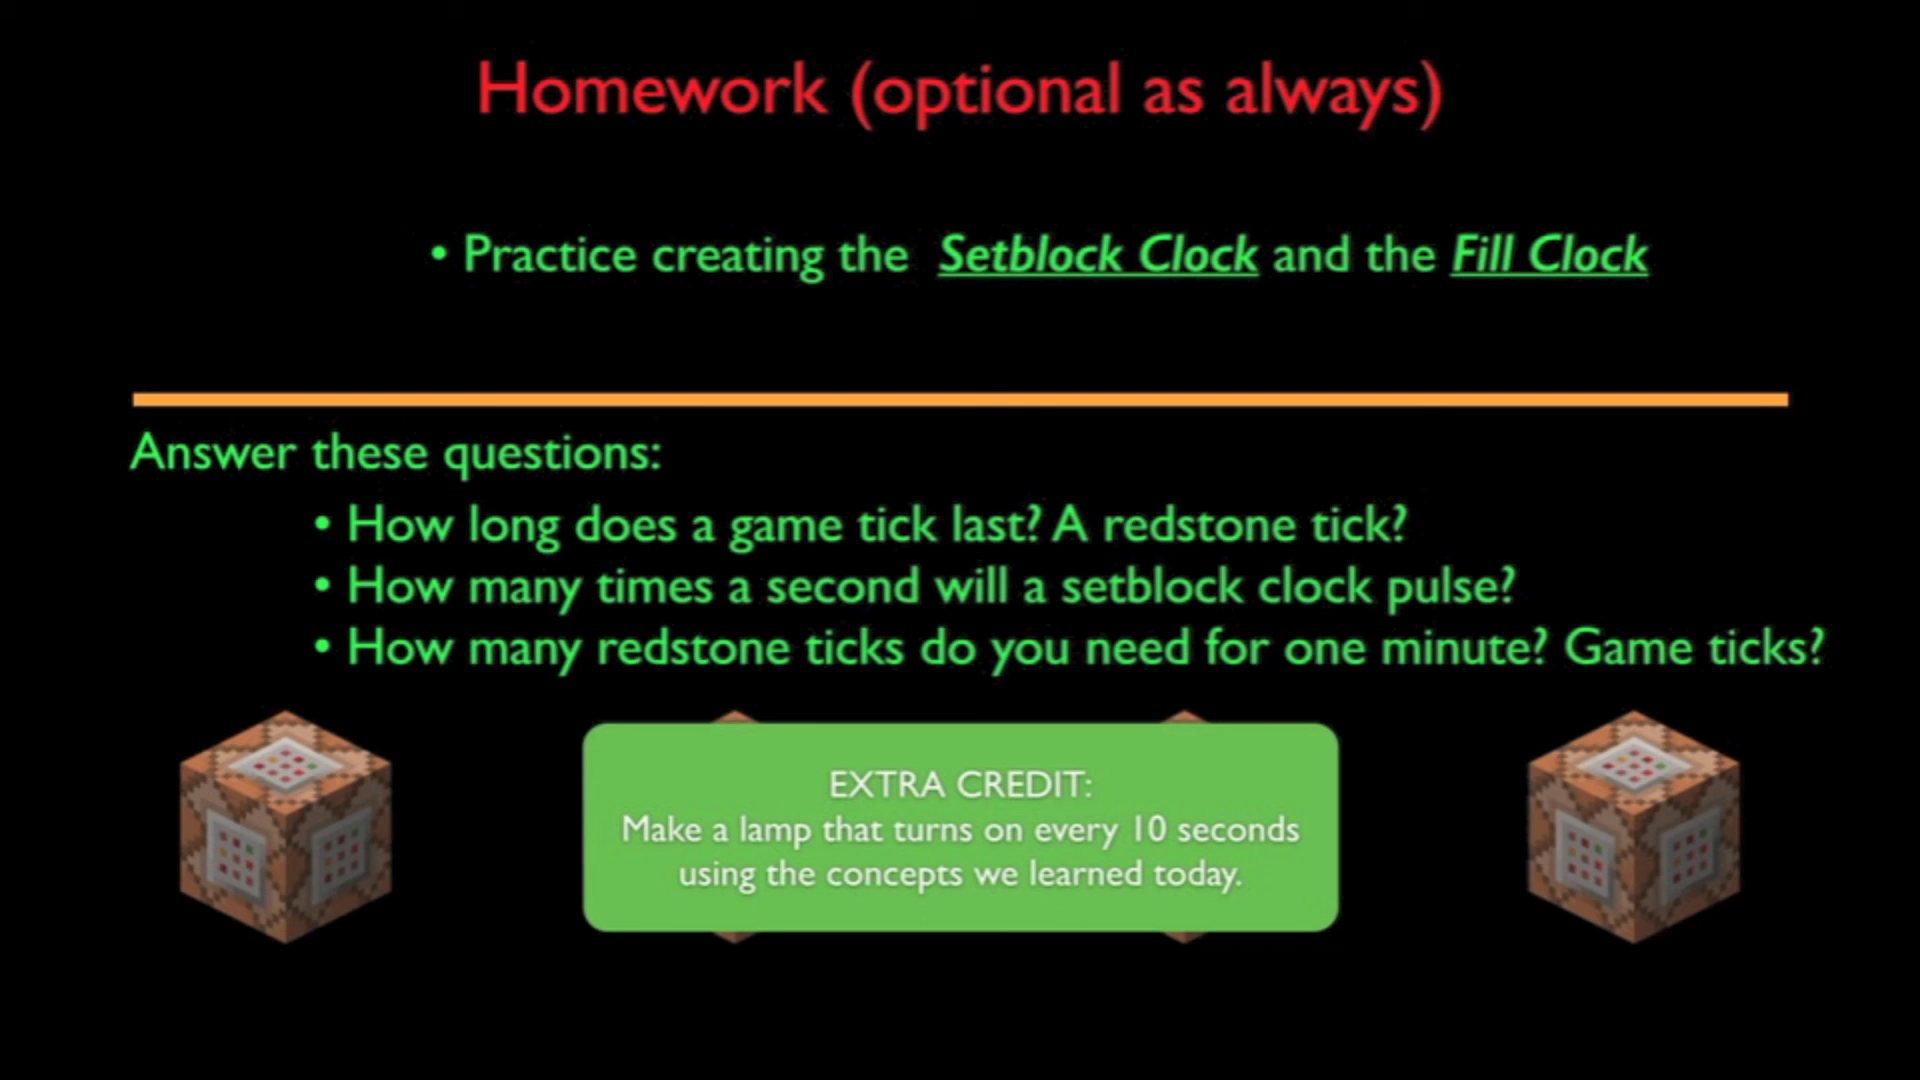 Homework (optional as always)
• Practice creating the Setblock Clock and the Fill Clock
Answer these questions:
• How long does a game tick last? A redstone tick?
• How many times a second will a setblock clock pulse?
• How many redstone ticks do you need for one minute? Game ticks?
EXTRA CREDIT:
Make a lamp that turns on every 10 seconds
using the concepts we learned today.